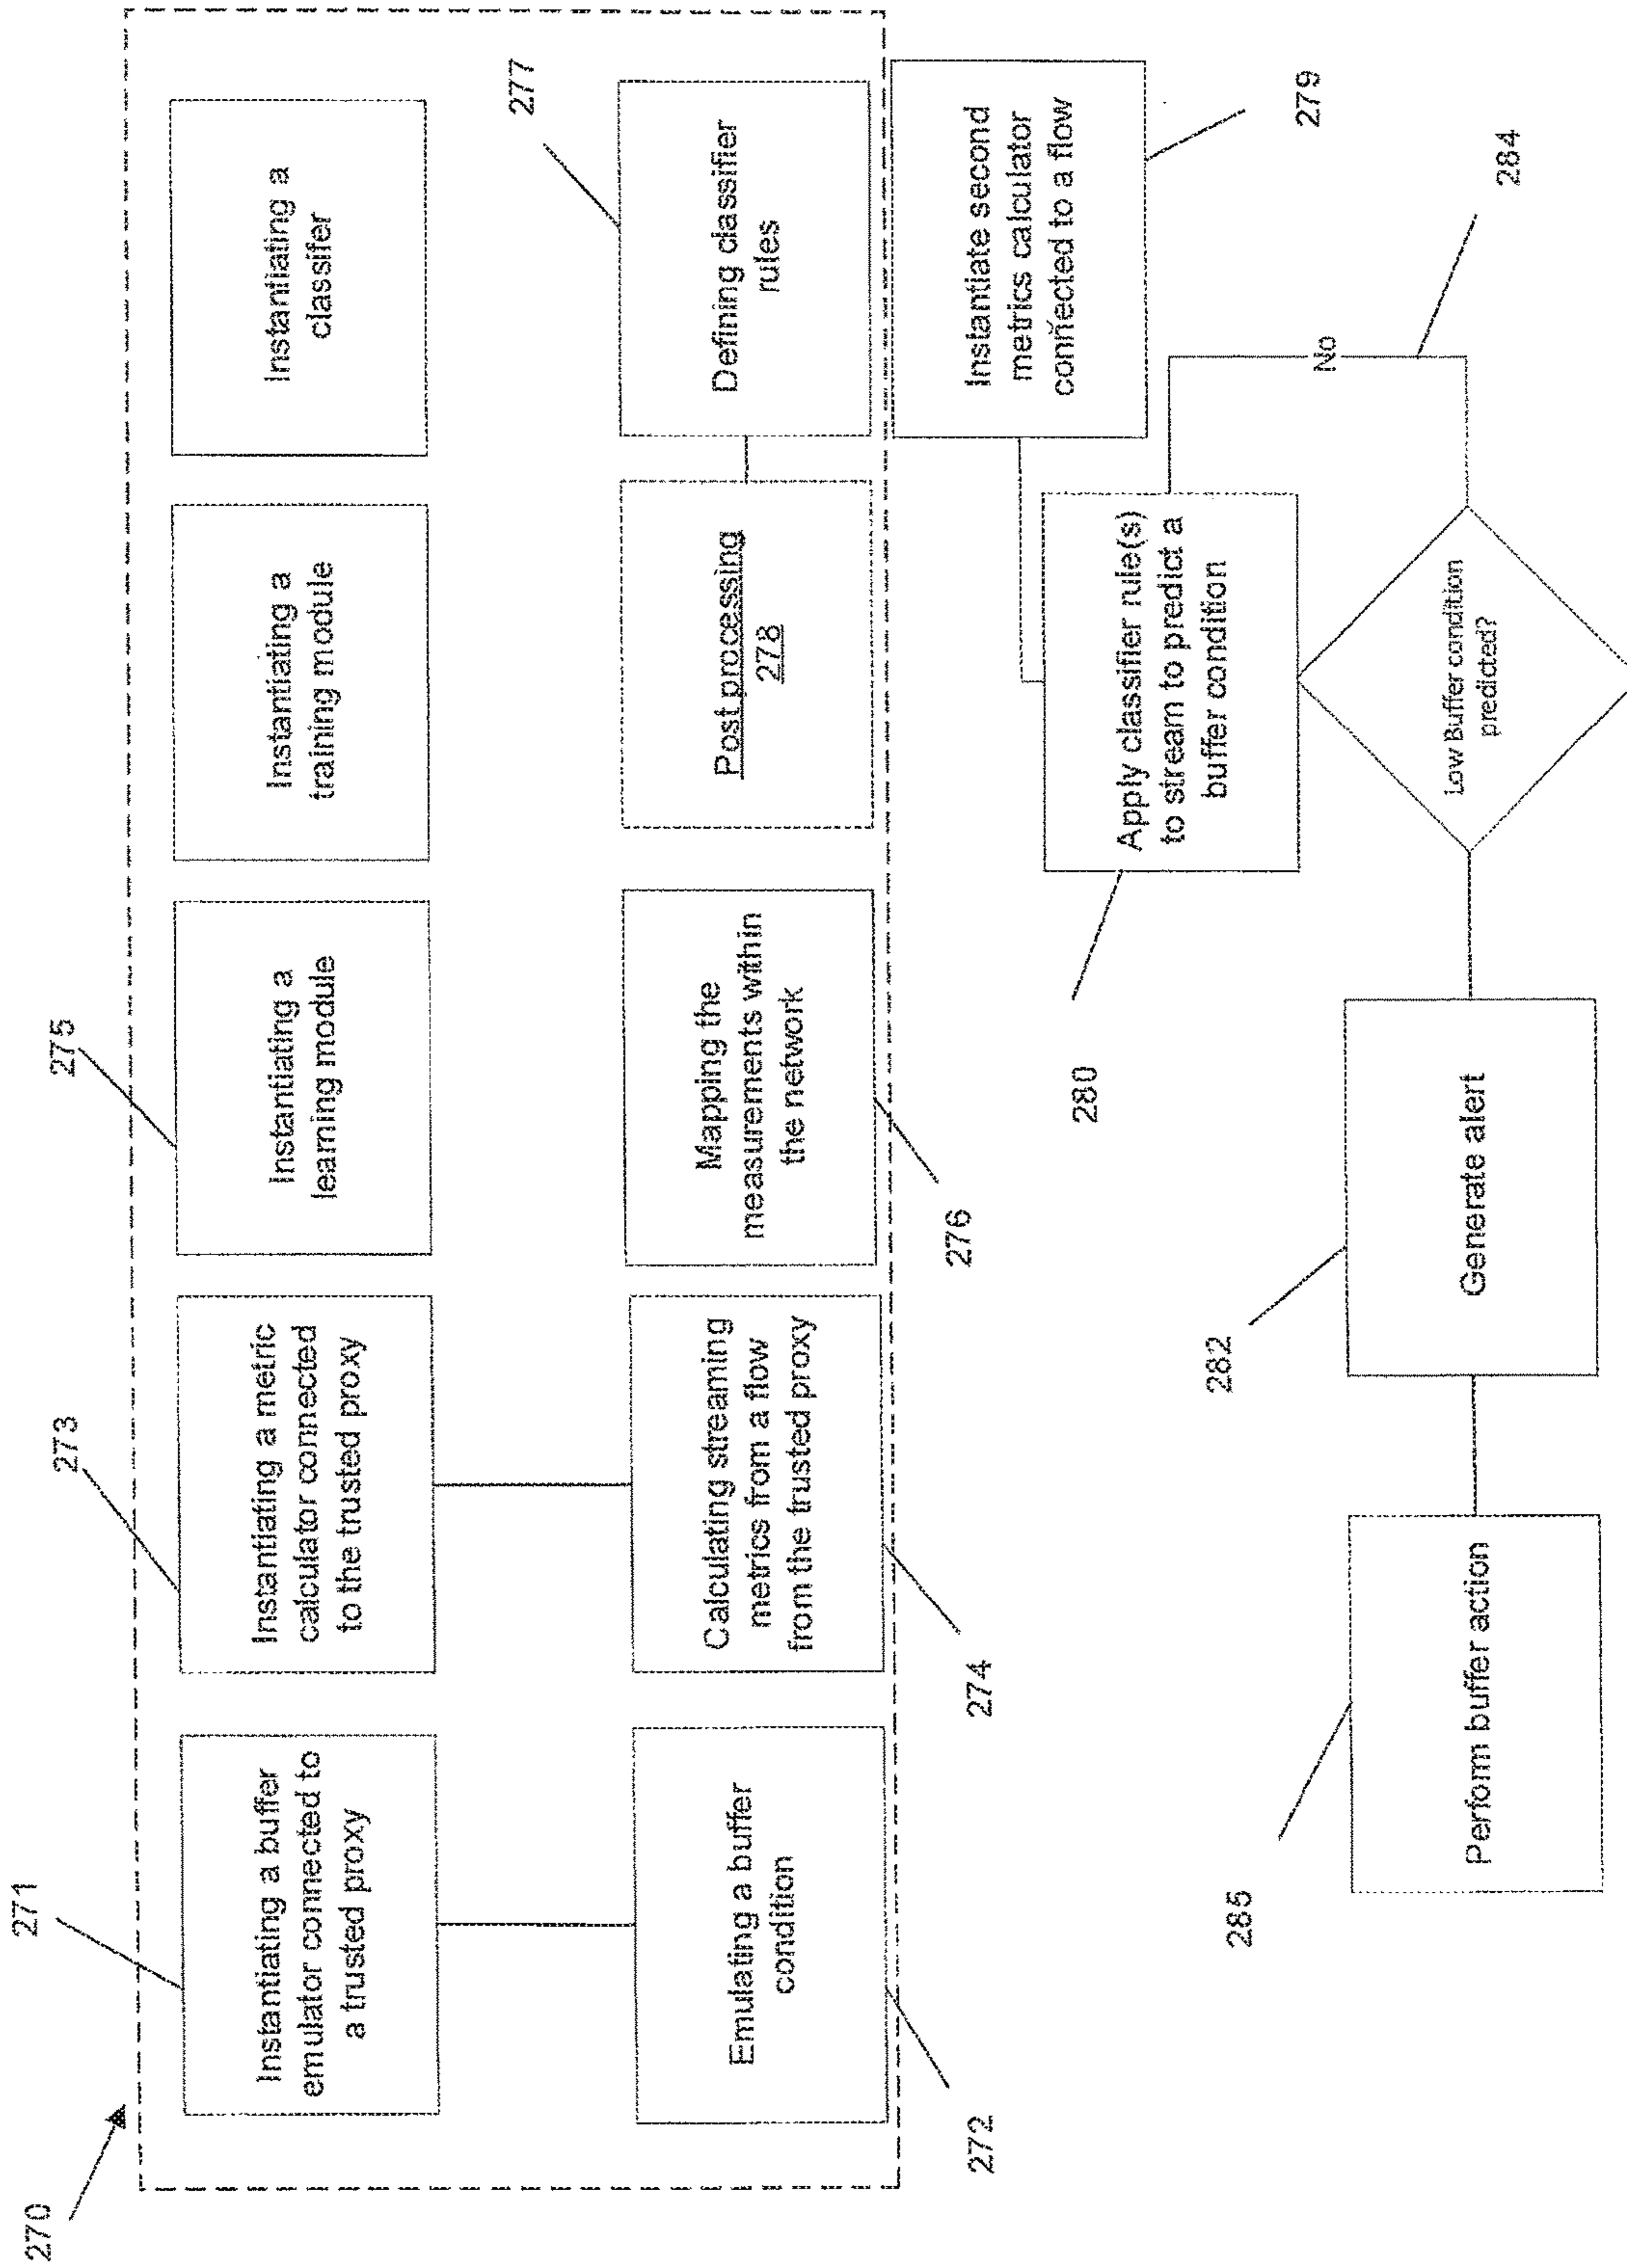 270
271
Instantiating a buffer
emulator connected to
a trusted proxy
273
Instantiating a metric
calculator connected
to the trusted proxy
275
Instantiating a
learning module
Instantiating a
training module
Instantiating a
classifer
Emulating a buffer
condition
272
Calculating streaming
metrics from a flow
from the trusted proxy
274
Mapping the
measurements within
the network
276
Post processing
278
277
Defining classifier
rules
Instantiate second
metrics calculator
connected to a flow
279
280
Apply classifier rule(s)
to stream to predict a
buffer condition
No
284
Low Buffer condition
predicted?
282
Generate alert
285
Perfom buffer action